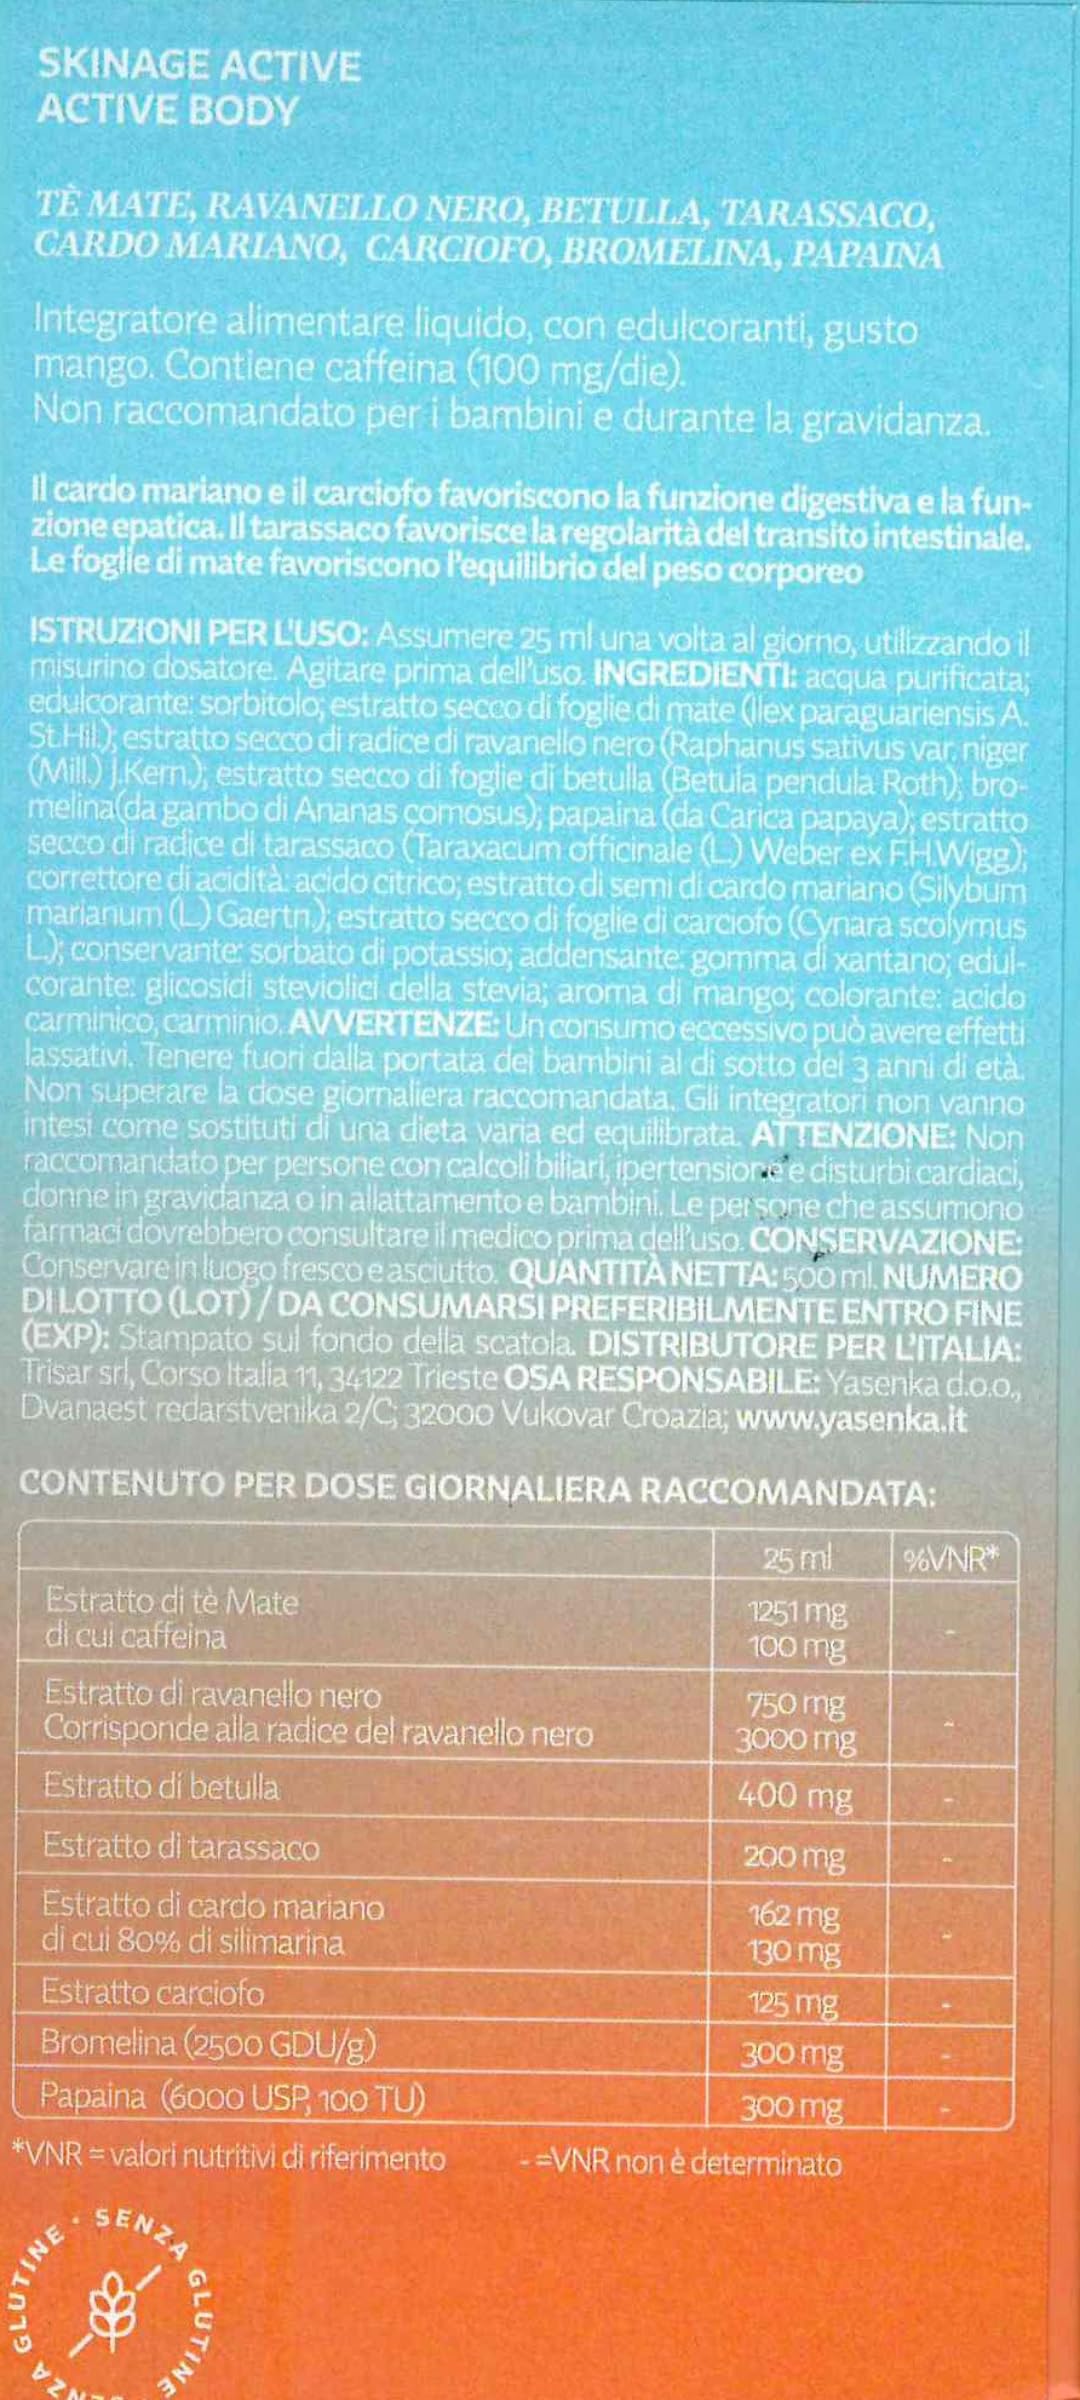 SKINAGE ACTIVE
ACTIVE BODY
TÈ MATE, RAVANELLO NERO, BETULLA, TARASSACO,
CARDO MARIANO, CARCIOFO, BROMELINA, PAPAINA
Integratore alimentare liquido, con edulcoranti, gusto
mango. Contiene caffeina (100 mg/die).
Non raccomandato per i bambini e durante la gravidanza.
Il cardo mariano e il carciofo favoriscono la funzione digestiva e la fun-
zione epatica. Il tarassaco favorisce la regolarità del transito intestinale.
Le foglie di mate favoriscono l'equilibrio del peso corporeo
ISTRUZIONI PER L'USO: Assumere 25 ml una volta al giorno, utilizzando il
misurino dosatore. Agitare prima dell'uso. INGREDIENTI: acqua purificata;
edulcorante: sorbitolo; estratto secco di foglie di mate (Ilex paraguariensis A.
St.Hil.); estratto secco di radice di ravanello nero (Raphanus sativus var. niger
(Mill.) J.Kern.); estratto secco di foglie di betulla (Betula pendula Roth); bro-
melina(da gambo di Ananas comosus); papaina (da Carica papaya); estratto
secco di radice di tarassaco (Taraxacum officinale (L.) Weber ex F.H.Wigg);
correttore di acidità: acido citrico; estratto di semi di cardo mariano (Silybum
marianum (L.) Gaertn.); estratto secco di foglie di carciofo (Cynara scolymus
L.); conservante: sorbato di potassio; addensante: gomma di xantano; edul-
corante: glicosidi steviolici della stevia; aroma di mango; colorante: acido
carminico, carminio. AVVERTENZE: Un consumo eccessivo può avere effetti
lassativi. Tenere fuori dalla portata dei bambini al di sotto dei 3 anni di età.
Non superare la dose giornaliera raccomandata. Gli integratori non vanno
intesi come sostituti di una dieta varia ed equilibrata. ATTENZIONE: Non
raccomandato per persone con calcoli biliari, ipertensione e disturbi cardiaci,
donne in gravidanza o in allattamento e bambini. Le persone che assumono
farmaci dovrebbero consultare il medico prima dell'uso. CONSERVAZIONE:
Conservare in luogo fresco e asciutto. QUANTITÀ NETTA: 500 ml. NUMERO
DI LOTTO (LOT) / DA CONSUMARSI PREFERIBILMENTE ENTRO FINE
(EXP): Stampato sul fondo della scatola. DISTRIBUTORE PER L'ITALIA:
Trisar srl, Corso Italia 11, 34122 Trieste OSA RESPONSABILE: Yasenka d.o.o.,
Dvanaest redarstvenika 2/C; 32000 Vukovar Croazia; www.yasenka.it
CONTENUTO PER DOSE GIORNALIERA RACCOMANDATA:
25 ml %VNR*
Estratto di tè Mate 1251 mg
di cui caffeina 100 mg -
Estratto di ravanello nero 750 mg
Corrisponde alla radice del ravanello nero 3000 mg -
Estratto di betulla 400 mg -
Estratto di tarassaco 200 mg -
Estratto di cardo mariano 162 mg
di cui 80% di silimarina 130 mg -
Estratto carciofo 125 mg -
Bromelina (2500 GDU/g) 300 mg -
Papaina (6000 USP, 100 TU) 300 mg -
*VNR = valori nutritivi di riferimento - =VNR non è determinato
SENZA GLUTINE · SENZA GLUTINE